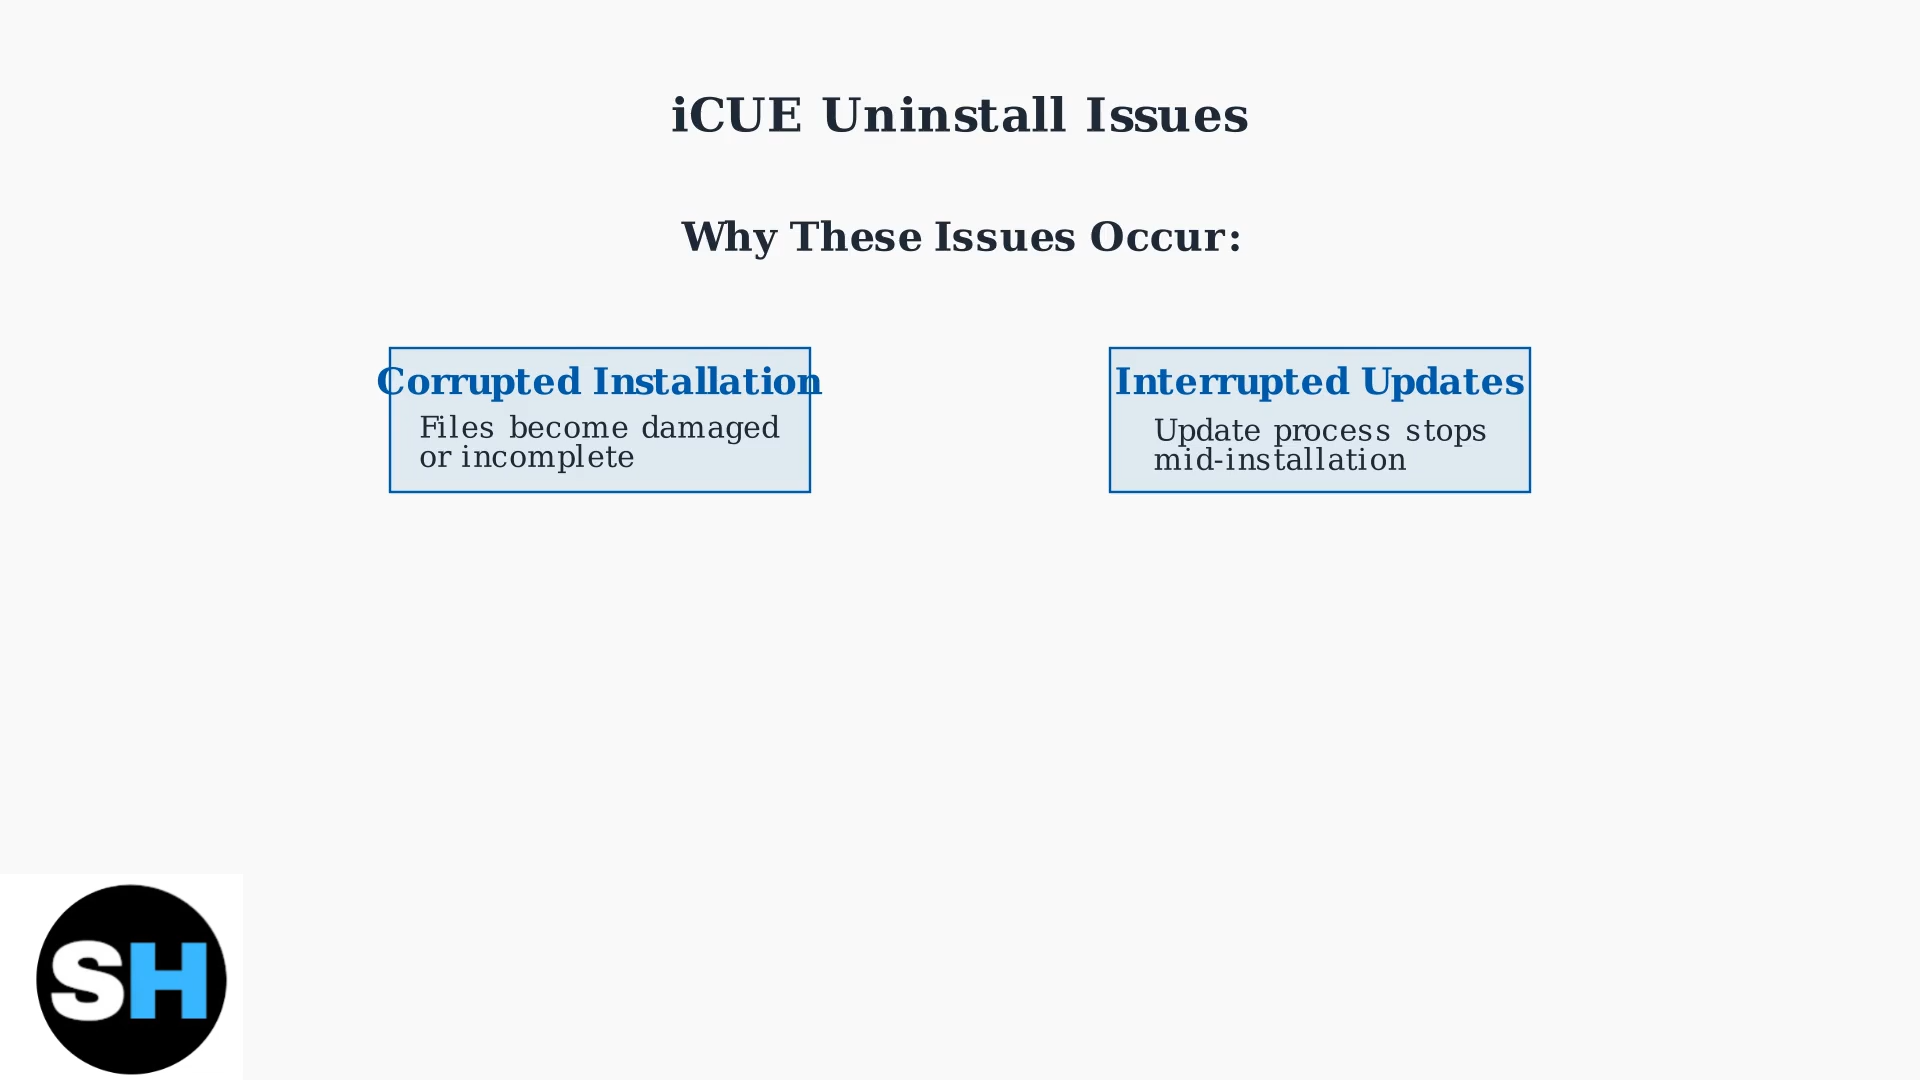 iCUE Uninstall Issues
Why These Issues Occur:
Corrupted Installation
Files become damaged
or incomplete
Interrupted Updates
Update process stops
mid-installation
SH